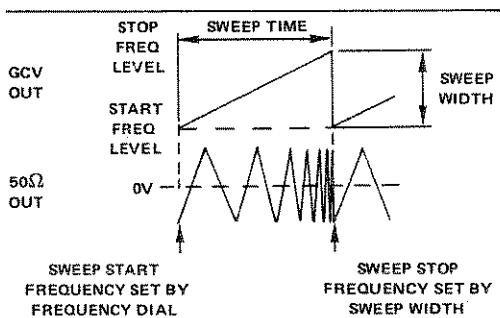 STOP
FREQ
LEVEL
SWEEP TIME
GCV
OUT
SWEEP
WIDTH
START
FREQ
LEVEL
50Ω
OUT
0V
SWEEP START
FREQUENCY SET BY
FREQUENCY DIAL
SWEEP STOP
FREQUENCY SET BY
SWEEP WIDTH